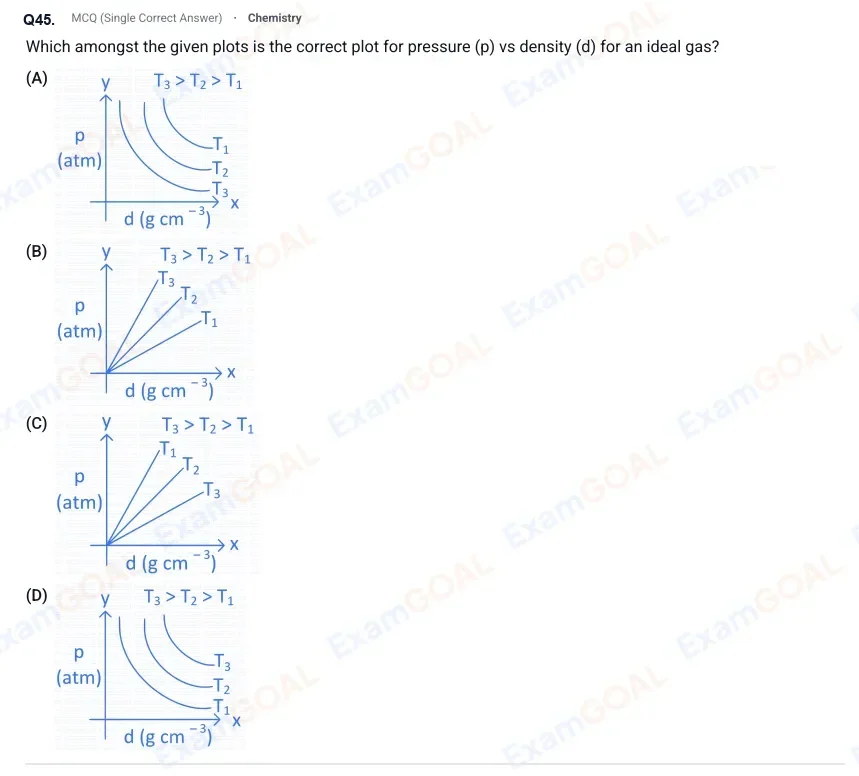 Q45. MCQ (Single Correct Answer) · Chemistry
Which amongst the given plots is the correct plot for pressure (p) vs density (d) for an ideal gas?
(A)
y T₃ > T₂ > T₁
p
(atm)
T₁
T₂
T₃
x
d (g cm⁻³)
(B)
y T₃ > T₂ > T₁
T₃
T₂
p
T₁
(atm)
x
d (g cm⁻³)
(C)
y T₃ > T₂ > T₁
T₁
T₂
p
T₃
(atm)
x
d (g cm⁻³)
(D)
y T₃ > T₂ > T₁
p
T₃
(atm)
T₂
T₁
x
d (g cm⁻³)
ExamGOAL